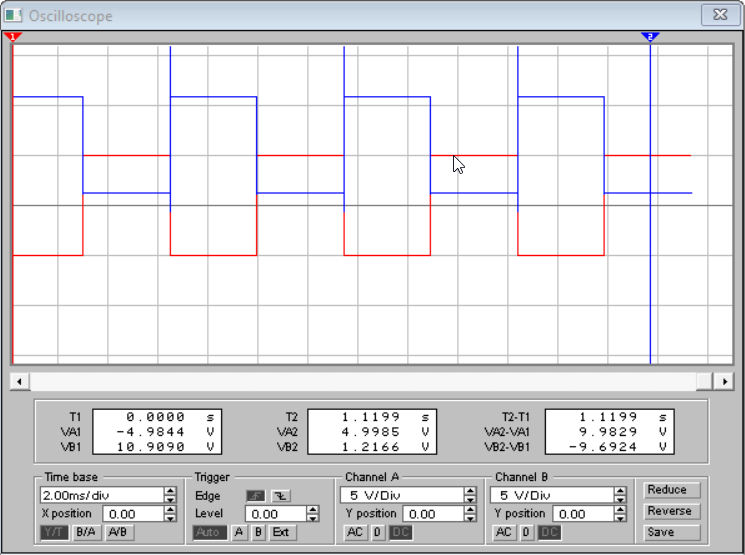 Oscilloscope
1 2
T1 0.0000 s T2 1.1199 s T2-T1 1.1199 s
VA1 -4.9844 V VA2 4.9985 V VA2-VA1 9.9829 V
VB1 10.9090 V VB2 1.2166 V VB2-VB1 -9.6924 V
Time base Trigger Channel A Channel B
2.00ms/div Edge 5 V/Div 5 V/Div Reduce
X position 0.00 Level 0.00 Y position 0.00 Y position 0.00 Reverse
Y/T B/A A/B Auto A B Ext AC 0 DC AC 0 DC Save